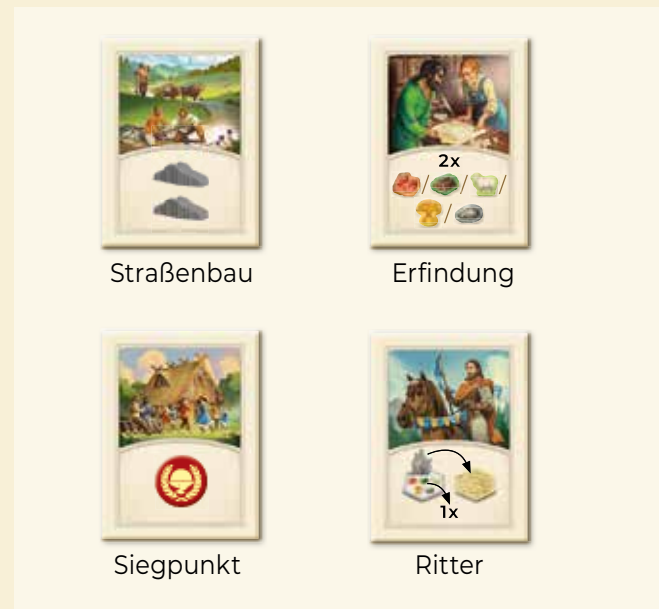 2x
/ / /
/
Straßenbau
Erfindung
1x
Siegpunkt
Ritter